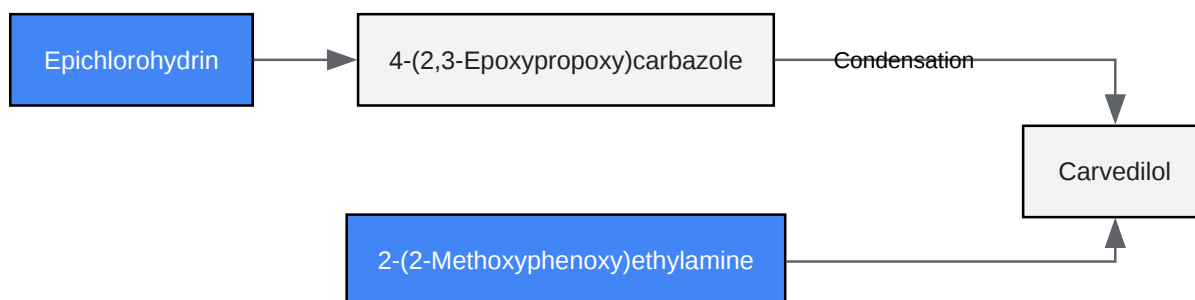 Epichlorohydrin
4-(2,3-Epoxypropoxy)carbazole
Condensation
Carvedilol
2-(2-Methoxyphenoxy)ethylamine